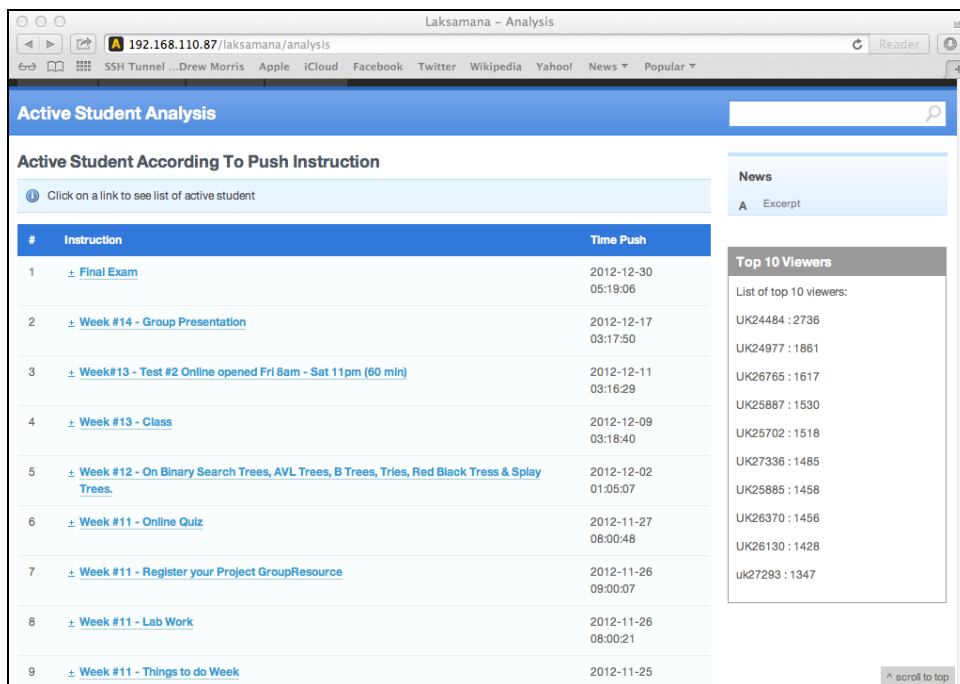 Laksamana – Analysis
192.168.110.87/laksamana/analysis
Reader
SSH Tunnel ...Drew Morris Apple iCloud Facebook Twitter Wikipedia Yahoo! News Popular
Active Student Analysis
Active Student According To Push Instruction
Click on a link to see list of active student
# Instruction Time Push
1 + Final Exam 2012-12-30
05:19:06
2 + Week #14 - Group Presentation 2012-12-17
03:17:50
3 + Week#13 - Test #2 Online opened Fri 8am - Sat 11pm (60 min) 2012-12-11
03:16:29
4 + Week #13 - Class 2012-12-09
03:18:40
5 + Week #12 - On Binary Search Trees, AVL Trees, B Trees, Tries, Red Black Tress & Splay 2012-12-02
Trees. 01:05:07
6 + Week #11 - Online Quiz 2012-11-27
08:00:48
7 + Week #11 - Register your Project GroupResource 2012-11-26
09:00:07
8 + Week #11 - Lab Work 2012-11-26
08:00:21
9 + Week #11 - Things to do Week 2012-11-25
News
A Excerpt
Top 10 Viewers
List of top 10 viewers:
UK24484 : 2736
UK24977 : 1861
UK26765 : 1617
UK25887 : 1530
UK25702 : 1518
UK27336 : 1485
UK25885 : 1458
UK26370 : 1456
UK26130 : 1428
uk27293 : 1347
^ scroll to top